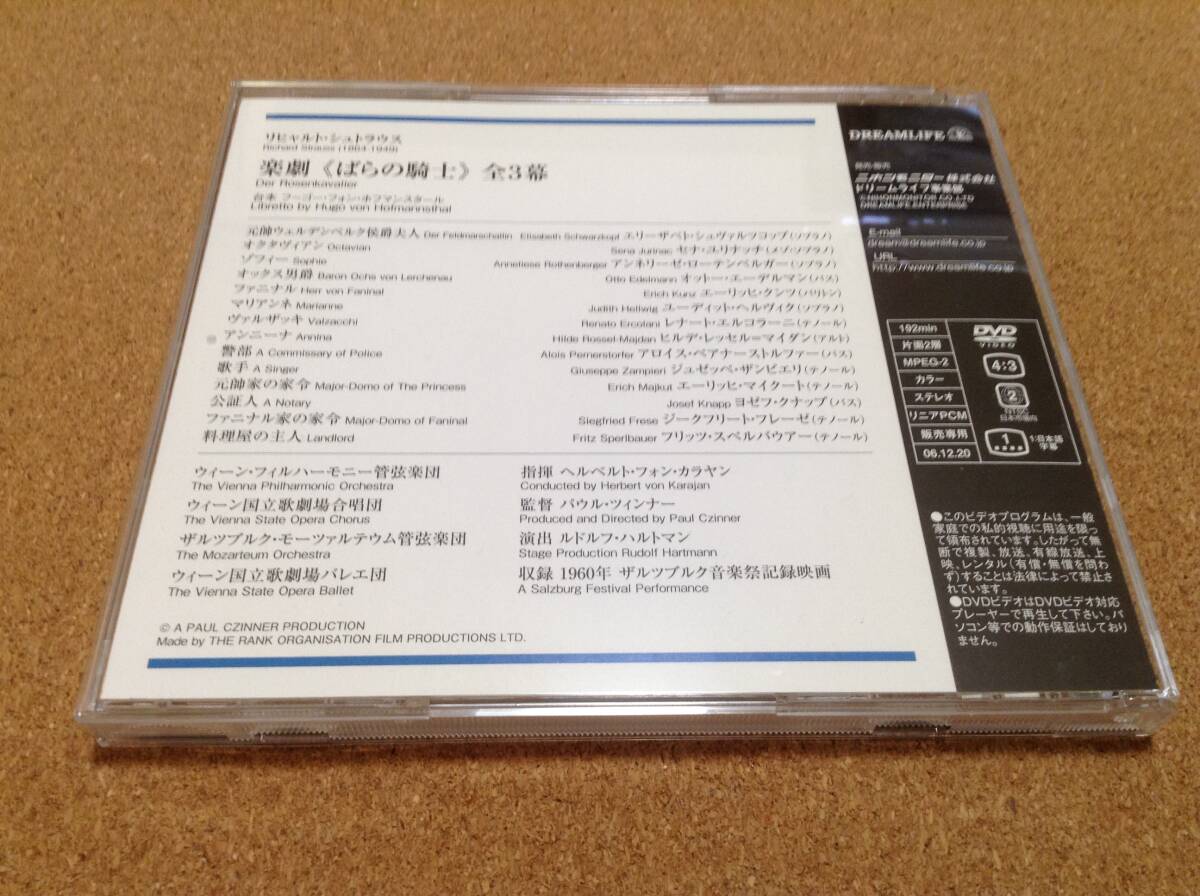 リヒャルト・シュトラウス
Richard Strauss (1864-1949)
楽劇《ばらの騎士》全3幕
Der Rosenkavalier
台本 フーゴー・フォン・ホフマンスタール
Libretto by Hugo von Hofmannsthal
元帥ウェルデンベルク侯爵夫人 Der Feldmarschallin Elisabeth Schwarzkopf エリーザベト・シュヴァルツコップ(ソプラノ)
オクタヴィアン Octavian Sena Jurinac セナ・ユリナッチ(メゾ・ソプラノ)
ゾフィー Sophie Anneliese Rothenberger アンネリーゼ・ローテンベルガー(ソプラノ)
オックス男爵 Baron Ochs von Lerchenau Otto Edelmann オットー・エーデルマン(バス)
ファニナル Herr von Faninal Erich Kunz エーリッヒ・クンツ(バリトン)
マリアンネ Marianne Judith Hellwig ユーディット・ヘルヴィク(ソプラノ)
ヴァルザッキ Valzacchi Renato Ercolani レナート・エルコラーニ(テノール)
アンニーナ Annina Hilde Rossel-Majdan ヒルデ・レッセル=マイダン(アルト)
警部 A Commissary of Police Alois Pernerstorfer アロイス・ペアナーストルファー(バス)
歌手 A Singer Giuseppe Zampieri ジュゼッペ・ザンピエリ(テノール)
元帥家の家令 Major-Domo of The Princess Erich Majkut エーリッヒ・マイクート(テノール)
公証人 A Notary Josef Knapp ヨゼフ・クナップ(バス)
ファニナル家の家令 Major-Domo of Faninal Siegfried Frese ジークフリート・フレーゼ(テノール)
料理屋の主人 Landlord Fritz Sperlbauer フリッツ・スペルバウアー(テノール)
ウィーン・フィルハーモニー管弦楽団
The Vienna Philharmonic Orchestra
ウィーン国立歌劇場合唱団
The Vienna State Opera Chorus
ザルツブルク・モーツァルテウム管弦楽団
The Mozarteum Orchestra
ウィーン国立歌劇場バレエ団
The Vienna State Opera Ballet
指揮 ヘルベルト・フォン・カラヤン
Conducted by Herbert von Karajan
監督 パウル・ツィンナー
Produced and Directed by Paul Czinner
演出 ルドルフ・ハルトマン
Stage Production Rudolf Hartmann
収録 1960年 ザルツブルク音楽祭記録映画
A Salzburg Festival Performance
© A PAUL CZINNER PRODUCTION
Made by THE RANK ORGANISATION FILM PRODUCTIONS LTD.
DREAMLIFE
発売・販売
ニホンモニター株式会社
ドリームライフ事業部
©NIHONMONITOR CO.,LTD
DREAMLIFE ENTERPRISE
E-mail
dream@dreamlife.co.jp
URL
http://www.dreamlife.co.jp
192min
片面2層
MPEG-2
カラー
ステレオ
リニアPCM
販売専用
06.12.20
DVD
VIDEO
4:3
2
NTSC
日本市場向
1
1:日本語
字幕
●このビデオプログラムは、一般
家庭での私的視聴に用途を限っ
て領布されています。したがって無
断で複製、放送、有線放送、上
映、レンタル(有償・無償を問わ
ず)することは法律によって禁止さ
れています。
●DVDビデオはDVDビデオ対応
プレーヤーで再生して下さい。パ
ソコン等での動作保証はしており
ません。